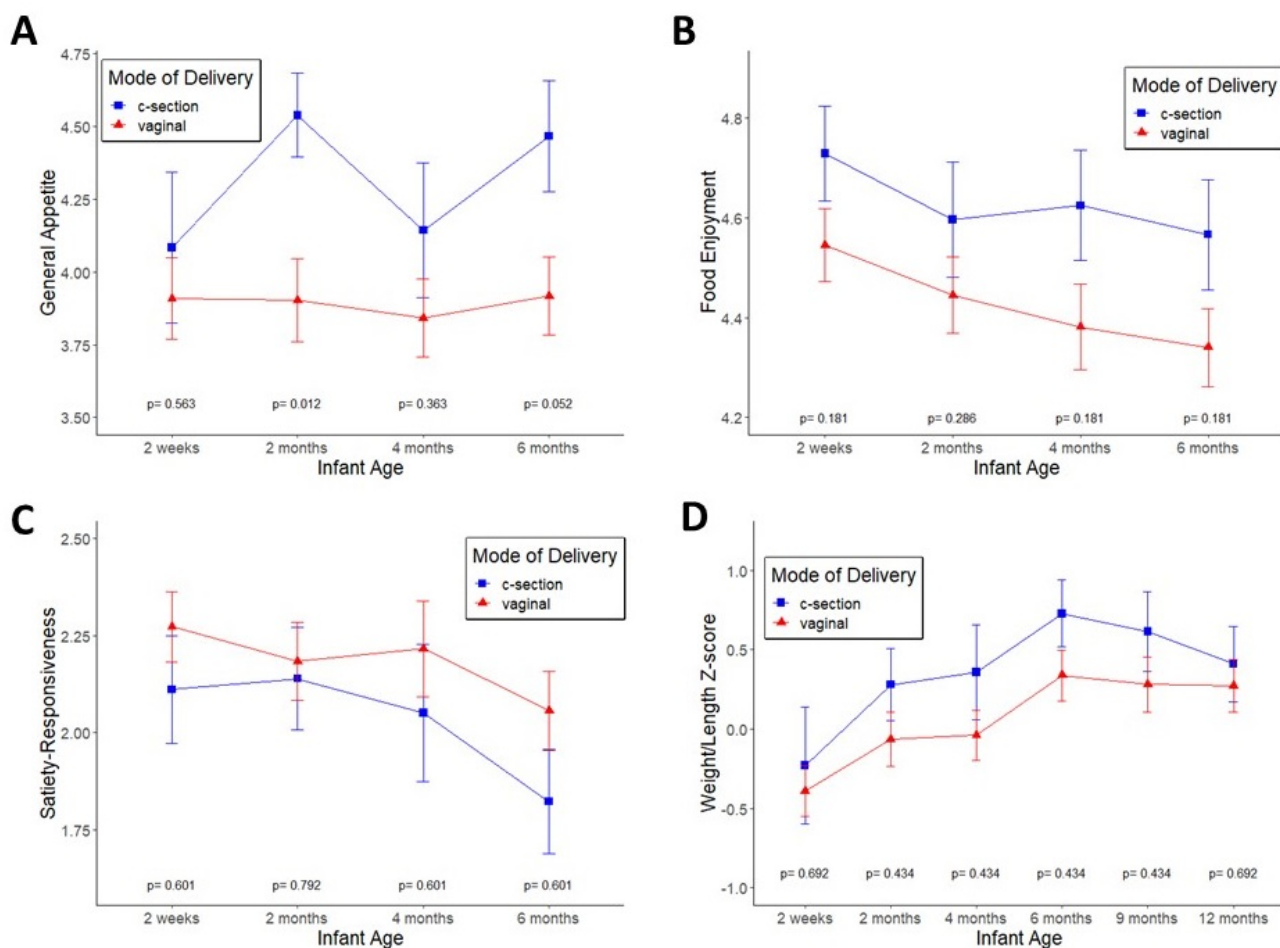 A
General Appetite
4.75
4.50
4.25
4.00
3.75
3.50
Mode of Delivery
c-section
vaginal
p= 0.563 p= 0.012 p= 0.363 p= 0.052
2 weeks 2 months 4 months 6 months
Infant Age
B
Food Enjoyment
4.8
4.6
4.4
4.2
Mode of Delivery
c-section
vaginal
p= 0.181 p= 0.286 p= 0.181 p= 0.181
2 weeks 2 months 4 months 6 months
Infant Age
C
Satiety-Responsiveness
2.50
2.25
2.00
1.75
Mode of Delivery
c-section
vaginal
p= 0.601 p= 0.792 p= 0.601 p= 0.601
2 weeks 2 months 4 months 6 months
Infant Age
D
Weight/Length Z-score
1.0
0.5
0.0
-0.5
-1.0
Mode of Delivery
c-section
vaginal
p= 0.692 p= 0.434 p= 0.434 p= 0.434 p= 0.434 p= 0.692
2 weeks 2 months 4 months 6 months 9 months 12 months
Infant Age